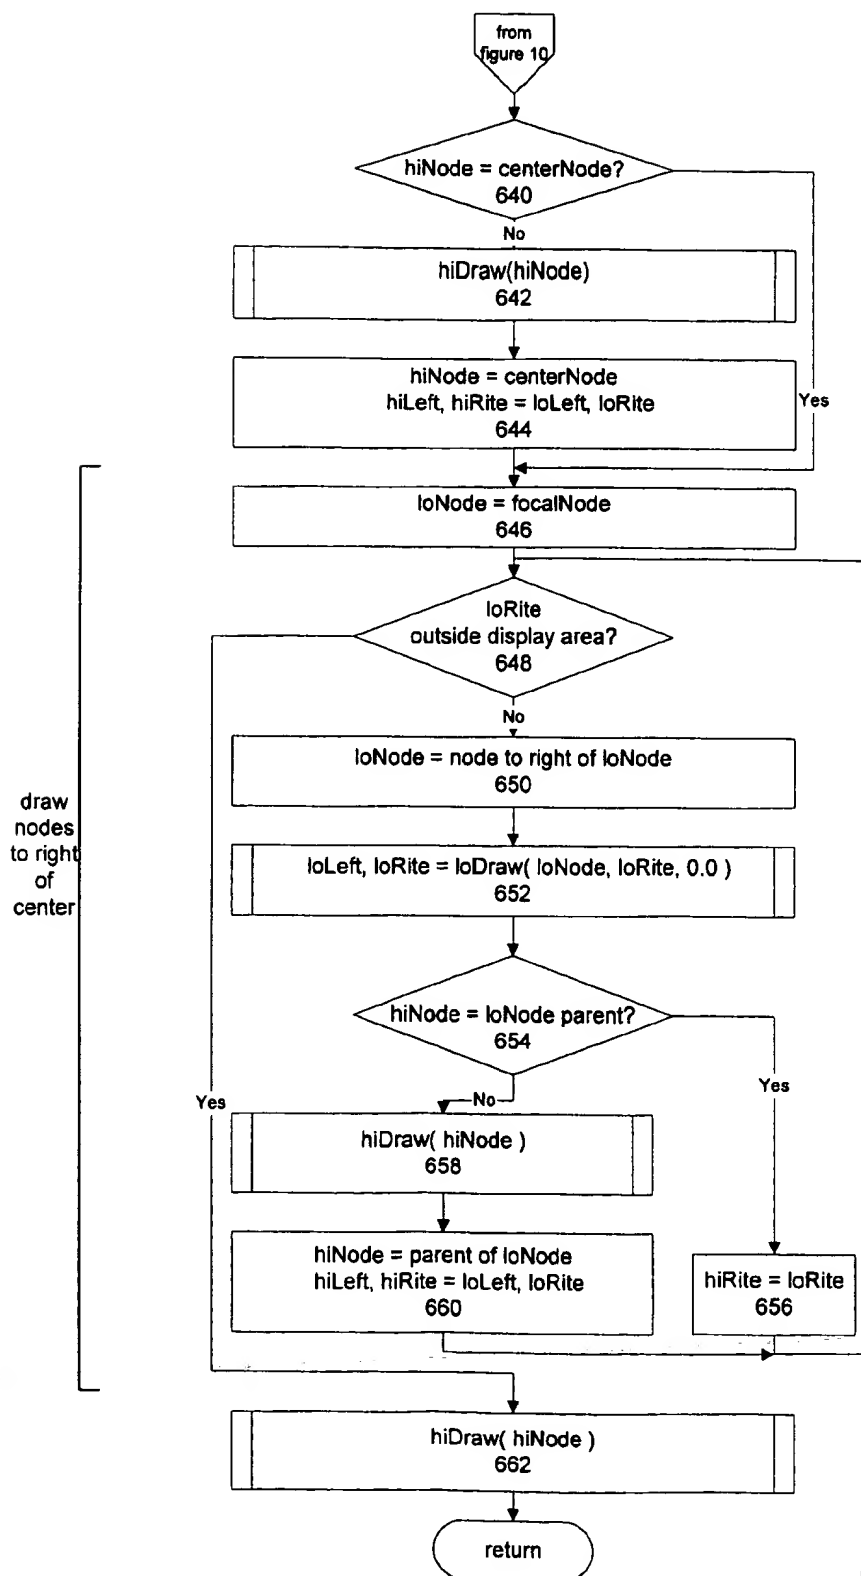 from
figure 10
hiNode = centerNode?
640
No
hiDraw(hiNode)
642
hiNode = centerNode
hiLeft, hiRite = loLeft, loRite
644
Yes
loNode = focalNode
646
loRite
outside display area?
648
No
loNode = node to right of loNode
650
draw
nodes
to right
of
center
loLeft, loRite = loDraw( loNode, loRite, 0.0 )
652
hiNode = loNode parent?
654
Yes
No
Yes
hiDraw( hiNode )
658
hiNode = parent of loNode
hiLeft, hiRite = loLeft, loRite
660
hiRite = loRite
656
hiDraw( hiNode )
662
return